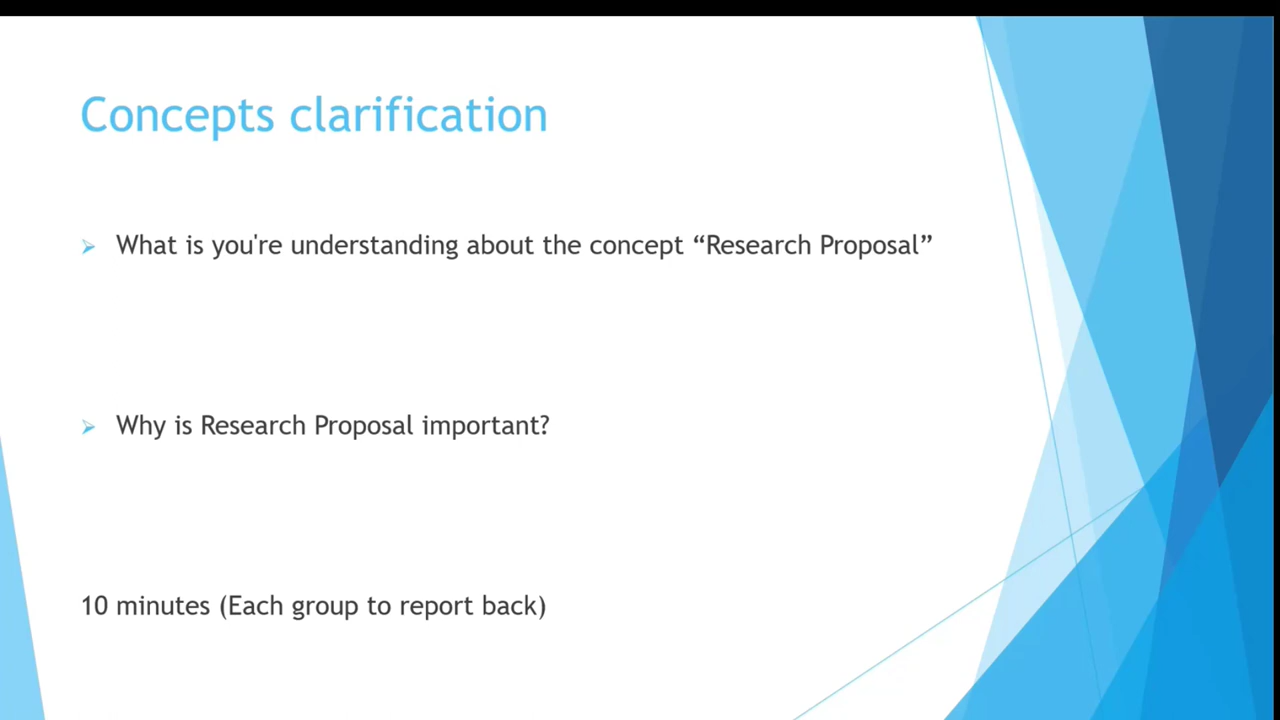 Concepts clarification
What is you're understanding about the concept “Research Proposal”
Why is Research Proposal important?
10 minutes (Each group to report back)